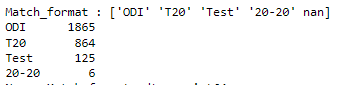 Match_format : ['ODI' 'T20' 'Test' '20-20' nan]
ODI 1865
T20 864
Test 125
20-20 6